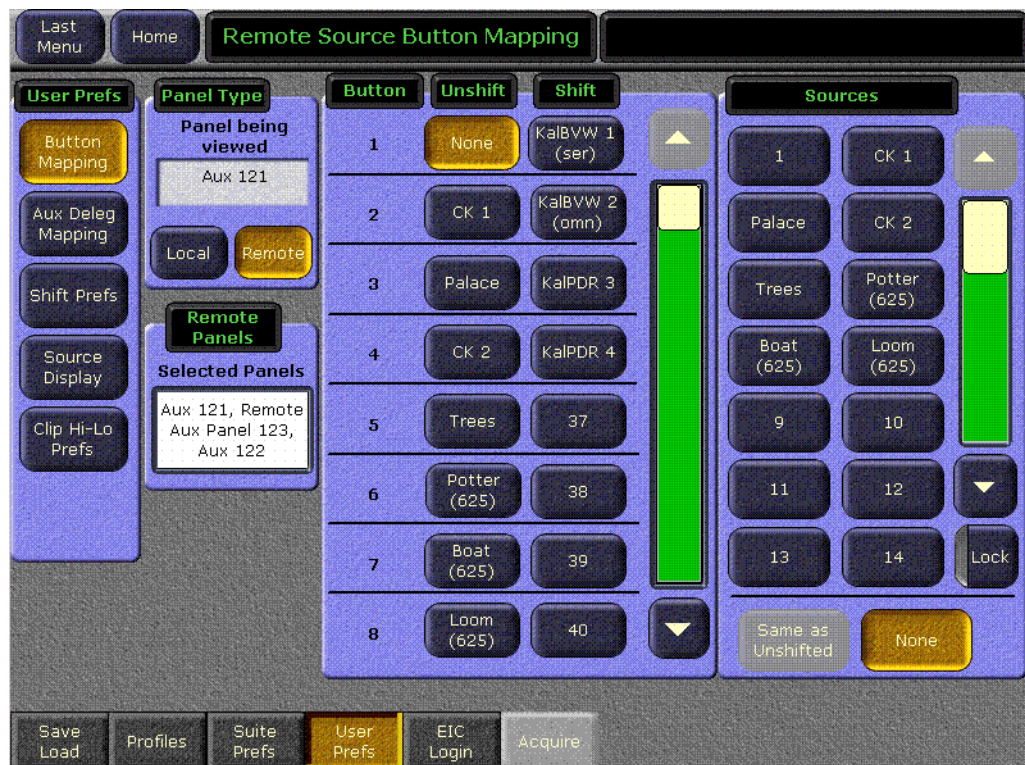 Last
Menu
Home
Remote Source Button Mapping
User Prefs
Button
Mapping
Aux Deleg
Mapping
Shift Prefs
Source
Display
Clip Hi-Lo
Prefs
Panel Type
Panel being
viewed
Aux 121
Local
Remote
Remote
Panels
Selected Panels
Aux 121, Remote
Aux Panel 123,
Aux 122
Button
Unshift
Shift
1
None
KalBVW 1
(ser)
2
CK 1
KalBVW 2
(omn)
3
Palace
KalPDR 3
4
CK 2
KalPDR 4
5
Trees
37
6
Potter
(625)
38
7
Boat
(625)
39
8
Loom
(625)
40
Sources
1
CK 1
Palace
CK 2
Trees
Potter
(625)
Boat
(625)
Loom
(625)
9
10
11
12
13
14
Lock
Same as
Unshifted
None
Save
Load
Profiles
Suite
Prefs
User
Prefs
EIC
Login
Acquire